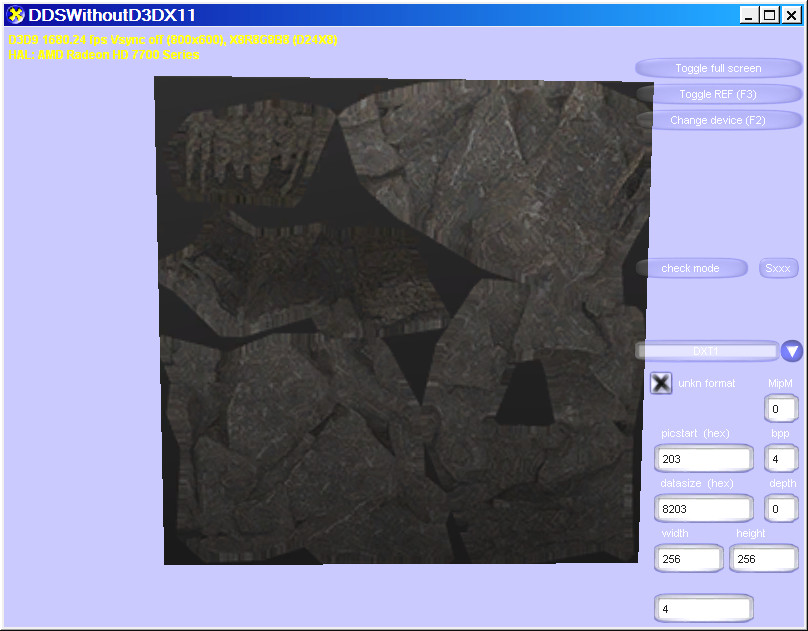 DDSWithoutD3DX11
D3D9 1680.24 fps Vsync off (800x600), X8R8G8B8 (D24X8)
HAL: AMD Radeon HD 7700 Series
Toggle full screen
Toggle REF (F3)
Change device (F2)
check mode
Sxxx
DXT1
unkn format
MipM
0
picstart (hex)
bpp
203
4
datasize (hex)
depth
8203
0
width
height
256
256
4